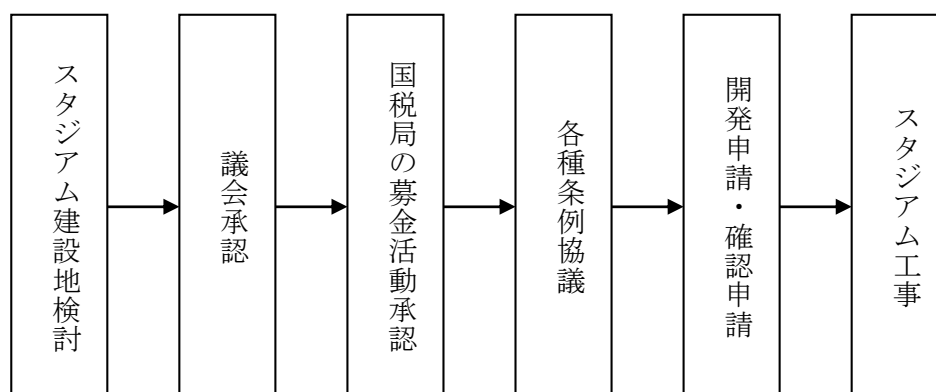 スタジアム建設地検討
議会承認
国税局の募金活動承認
各種条例協議
開発申請・確認申請
スタジアム工事